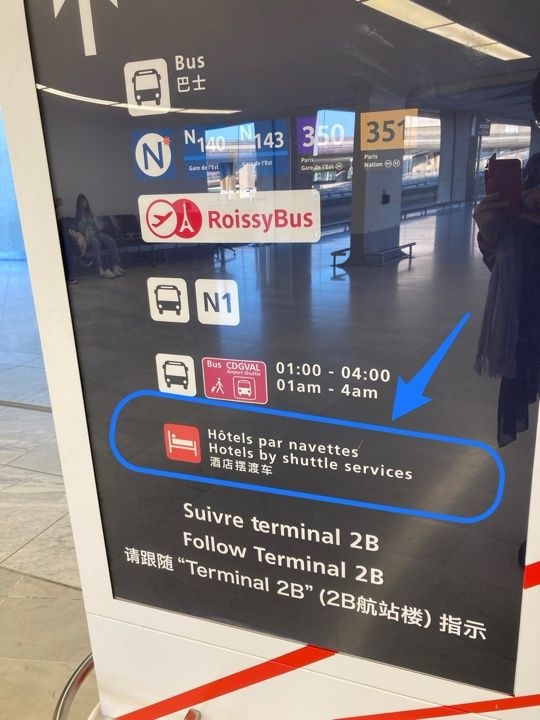 Bus
巴士
N
N140
Gare de l'Est
N143
Gare de l'Est
350
Paris
Gare de l'Est
351
Paris
Nation
RoissyBus
N1
Bus CDGVAL
Airport Shuttle
01:00 - 04:00
01am - 4am
Hôtels par navettes
Hotels by shuttle services
酒店摆渡车
Suivre terminal 2B
Follow Terminal 2B
请跟随 “Terminal 2B” (2B航站楼) 指示